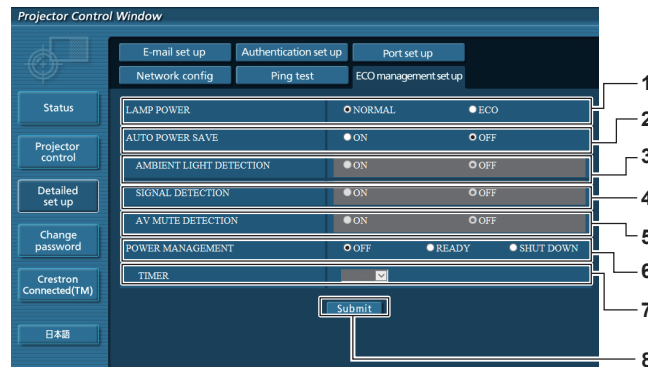 Projector Control Window
E-mail set up
Authentication set up
Port set up
Network config
Ping test
ECO management set up
Status
Projector
control
Detailed
set up
Change
password
Crestron
Connected(TM)
日本語
LAMP POWER NORMAL ECO 1
AUTO POWER SAVE ON OFF 2
AMBIENT LIGHT DETECTION ON OFF 3
SIGNAL DETECTION ON OFF 4
AV MUTE DETECTION ON OFF 5
POWER MANAGEMENT OFF READY SHUT DOWN 6
TIMER 7
Submit 8